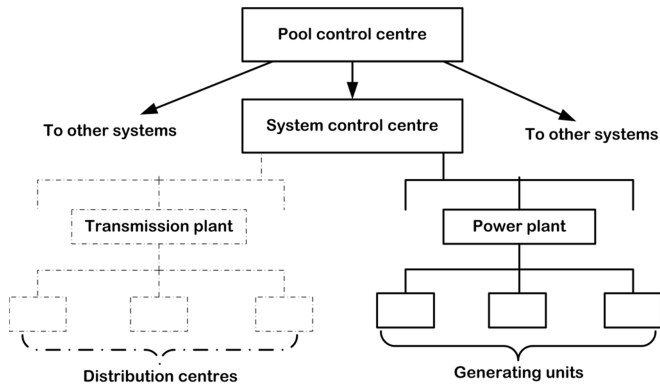 Pool control centre
To other systems
System control centre
To other systems
Transmission plant
Power plant
Distribution centres
Generating units